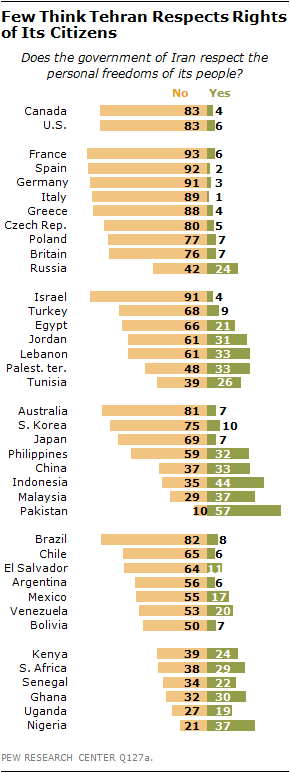 Few Think Tehran Respects Rights
of Its Citizens
Does the government of Iran respect the
personal freedoms of its people?
No Yes
Canada 83 4
U.S. 83 6
France 93 6
Spain 92 2
Germany 91 3
Italy 89 1
Greece 88 4
Czech Rep. 80 5
Poland 77 7
Britain 76 7
Russia 42 24
Israel 91 4
Turkey 68 9
Egypt 66 21
Jordan 61 31
Lebanon 61 33
Palest. ter. 48 33
Tunisia 39 26
Australia 81 7
S. Korea 75 10
Japan 69 7
Philippines 59 32
China 37 33
Indonesia 35 44
Malaysia 29 37
Pakistan 10 57
Brazil 82 8
Chile 65 6
El Salvador 64 11
Argentina 56 6
Mexico 55 17
Venezuela 53 20
Bolivia 50 7
Kenya 39 24
S. Africa 38 29
Senegal 34 22
Ghana 32 30
Uganda 27 19
Nigeria 21 37
PEW RESEARCH CENTER Q127a.